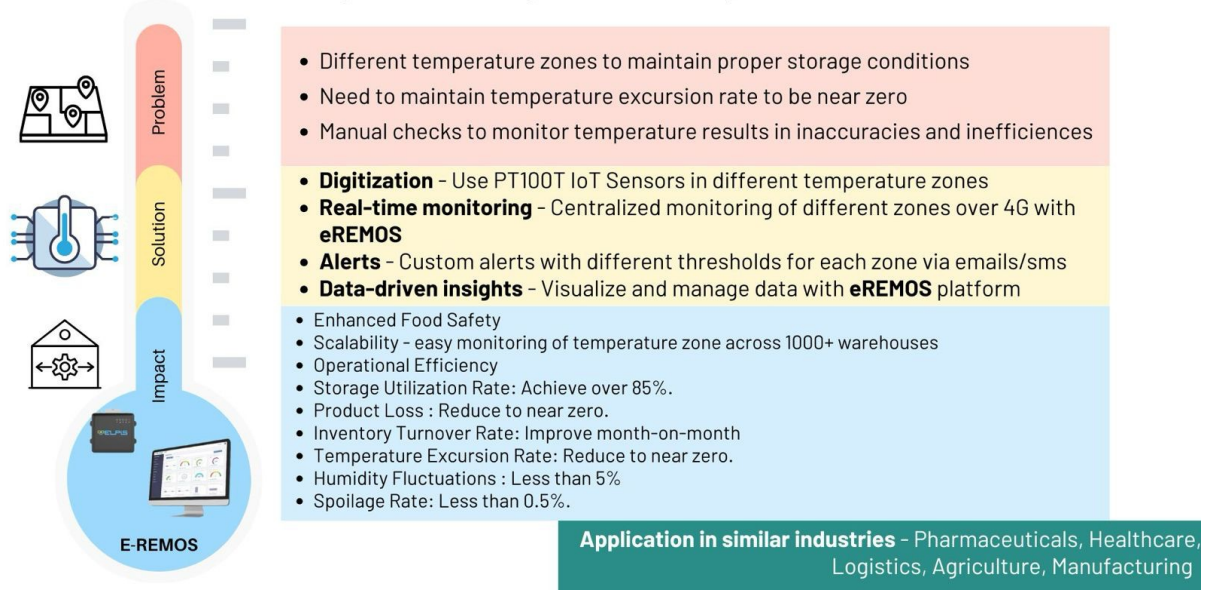 Problem
• Different temperature zones to maintain proper storage conditions
• Need to maintain temperature excursion rate to be near zero
• Manual checks to monitor temperature results in inaccuracies and inefficiences
Solution
• Digitization - Use PT100T IoT Sensors in different temperature zones
• Real-time monitoring - Centralized monitoring of different zones over 4G with
eREMOS
• Alerts - Custom alerts with different thresholds for each zone via emails/sms
• Data-driven insights - Visualize and manage data with eREMOS platform
Impact
• Enhanced Food Safety
• Scalability - easy monitoring of temperature zone across 1000+ warehouses
• Operational Efficiency
• Storage Utilization Rate: Achieve over 85%.
• Product Loss : Reduce to near zero.
• Inventory Turnover Rate: Improve month-on-month
• Temperature Excursion Rate: Reduce to near zero.
• Humidity Fluctuations : Less than 5%
• Spoilage Rate: Less than 0.5%.
E-REMOS
Application in similar industries - Pharmaceuticals, Healthcare,
Logistics, Agriculture, Manufacturing